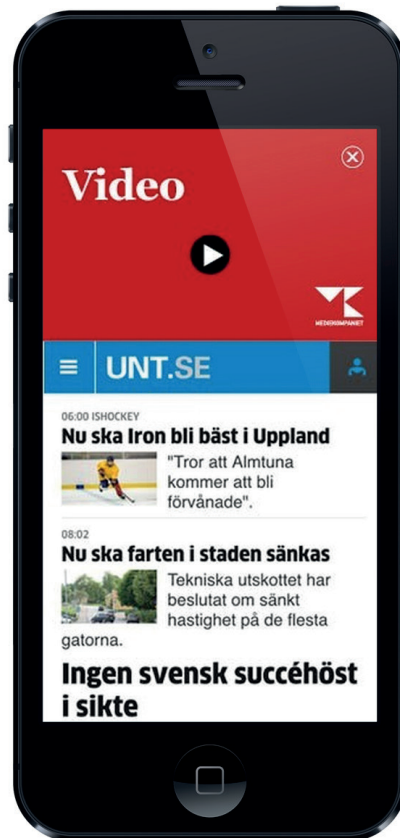 Video
MEDIEKOMPANIET
UNT.SE
06:00 ISHOCKEY
Nu ska Iron bli bäst i Uppland
"Tror att Almtuna
kommer att bli
förvånade".
08:02
Nu ska farten i staden sänkas
Tekniska utskottet har
beslutat om sänkt
hastighet på de flesta
gatorna.
Ingen svensk succéhöst
i sikte